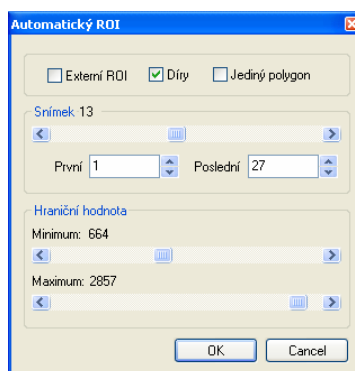 Automatický ROI
Externí ROI Díry Jediný polygon
Snímek 13
První 1 Poslední 27
Hraniční hodnota
Minimum: 664
Maximum: 2857
OK Cancel